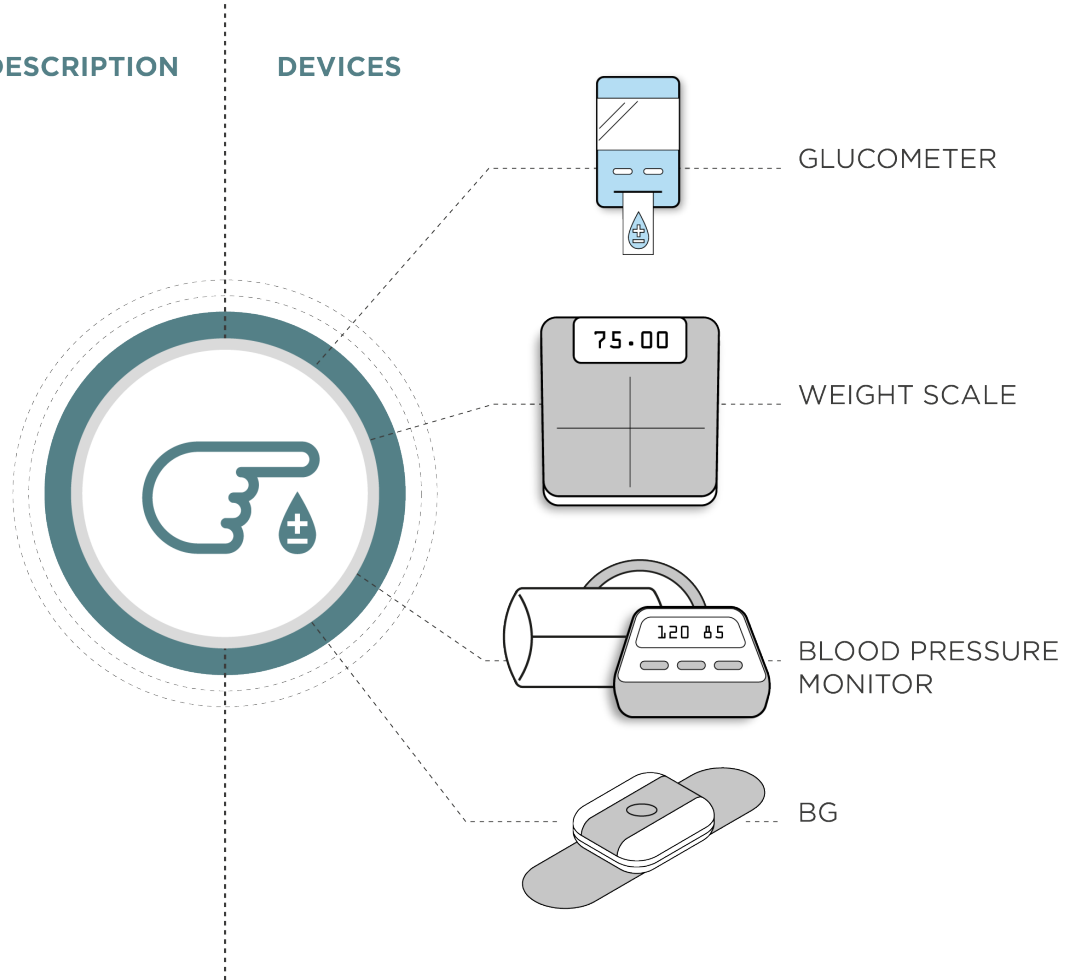 DESCRIPTION
DEVICES
GLUCOMETER
75.00
WEIGHT SCALE
120 85
BLOOD PRESSURE
MONITOR
BG